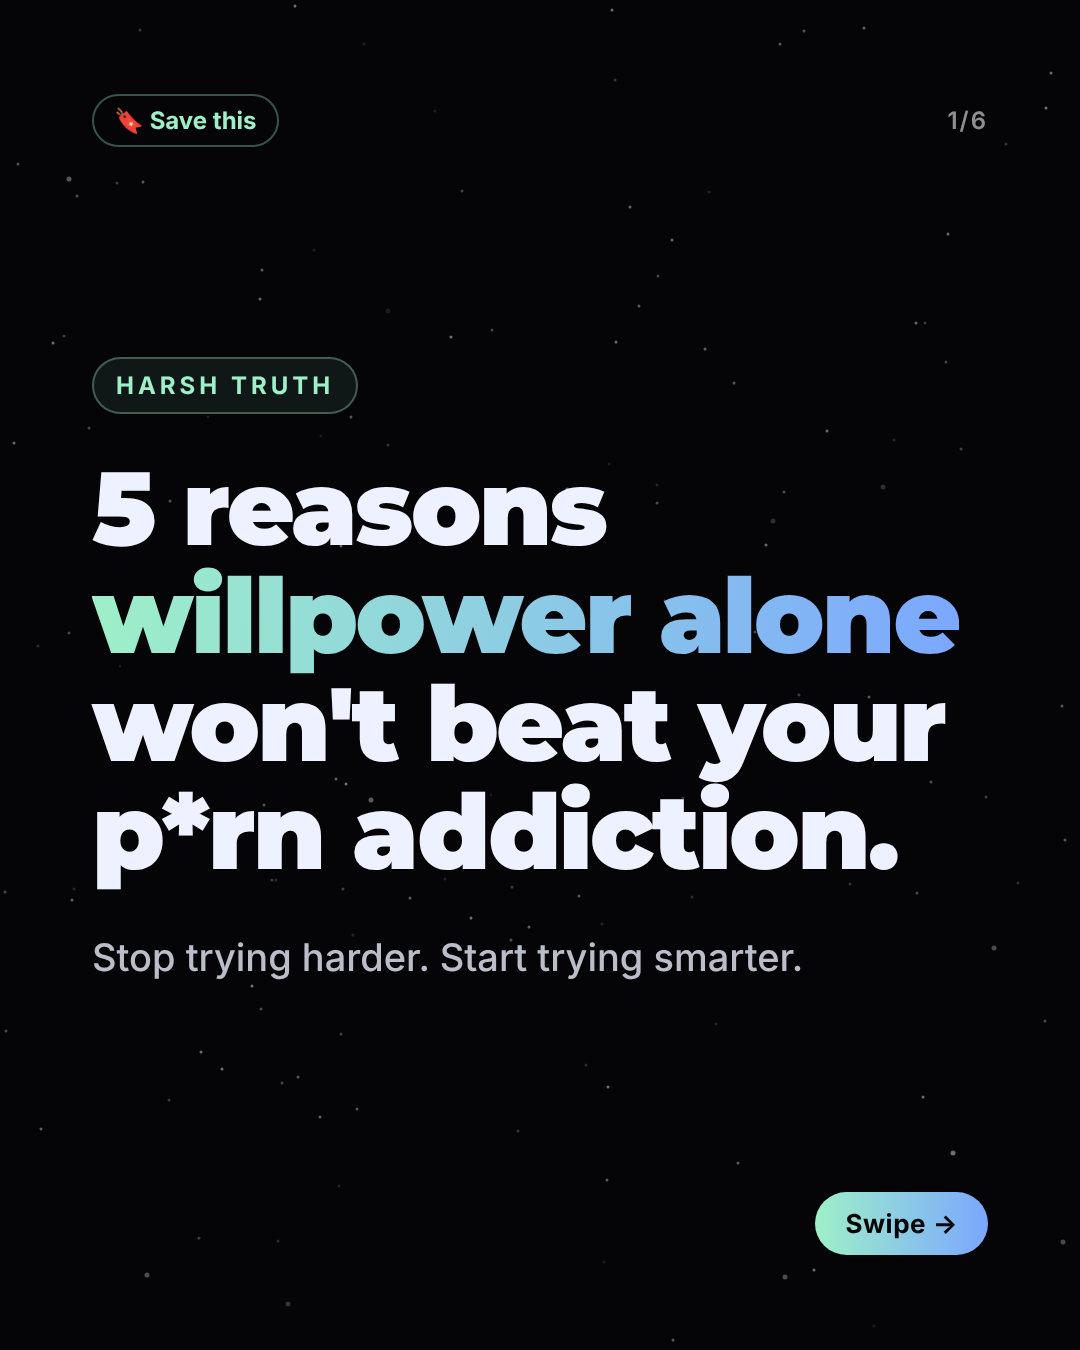 🔖 Save this
1/6
HARSH TRUTH
5 reasons
willpower alone
won't beat your
p*rn addiction.
Stop trying harder. Start trying smarter.
Swipe →